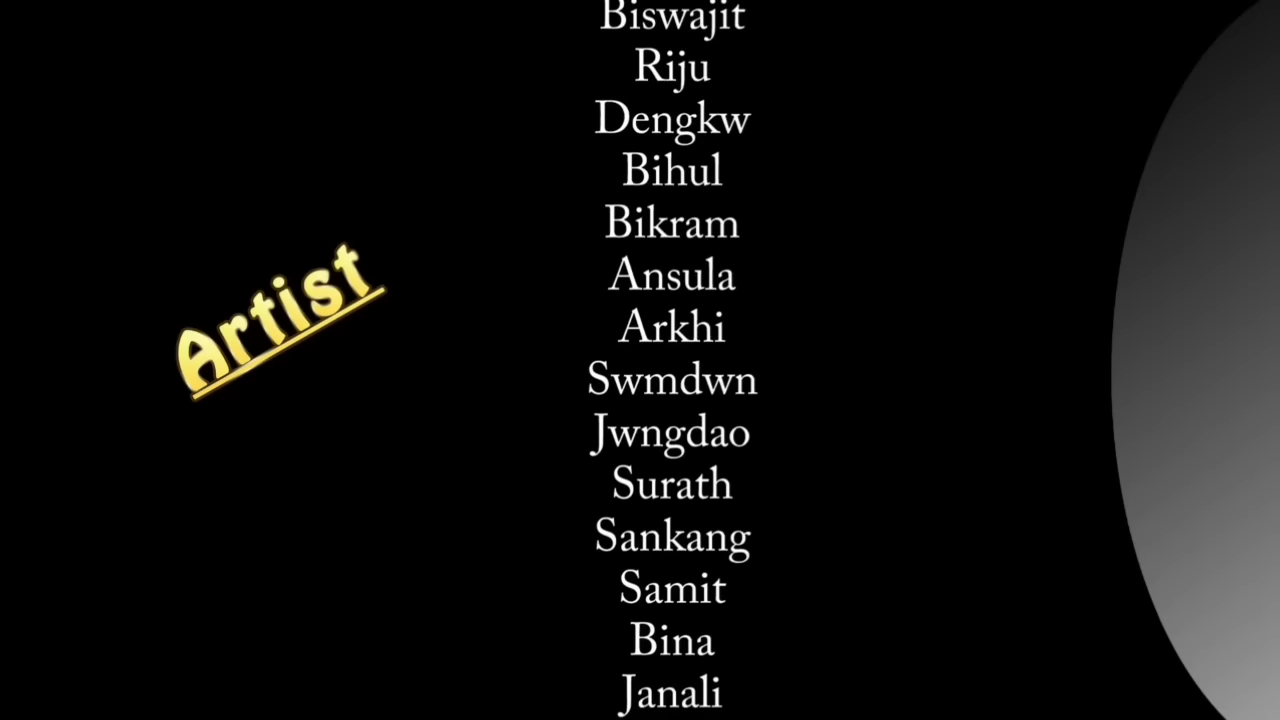 Artist
Biswajit
Riju
Dengkw
Bihul
Bikram
Ansula
Arkhi
Swmdwn
Jwngdao
Surath
Sankang
Samit
Bina
Janali